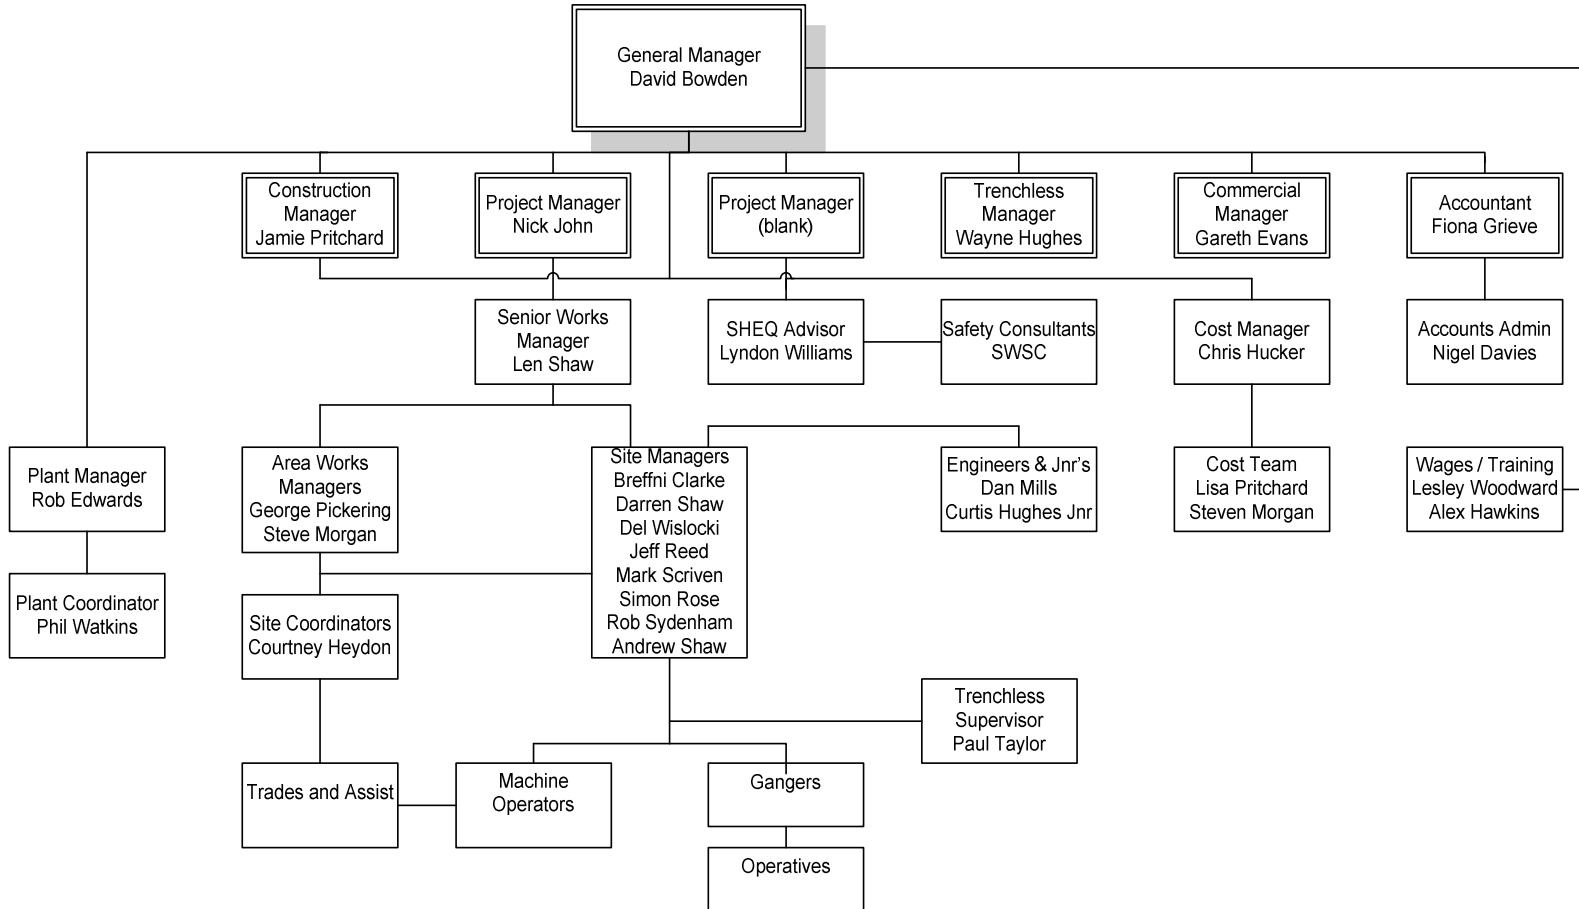 General Manager
David Bowden
Construction
Manager
Jamie Pritchard
Project Manager
Nick John
Project Manager
(blank)
Trenchless
Manager
Wayne Hughes
Commercial
Manager
Gareth Evans
Accountant
Fiona Grieve
Senior Works
Manager
Len Shaw
SHEQ Advisor
Lyndon Williams
Safety Consultants
SWSC
Cost Manager
Chris Hucker
Accounts Admin
Nigel Davies
Plant Manager
Rob Edwards
Area Works
Managers
George Pickering
Steve Morgan
Site Managers
Breffni Clarke
Darren Shaw
Del Wislocki
Jeff Reed
Mark Scriven
Simon Rose
Rob Sydenham
Andrew Shaw
Engineers & Jnr's
Dan Mills
Curtis Hughes Jnr
Cost Team
Lisa Pritchard
Steven Morgan
Wages / Training
Lesley Woodward
Alex Hawkins
Plant Coordinator
Phil Watkins
Site Coordinators
Courtney Heydon
Trenchless
Supervisor
Paul Taylor
Trades and Assist
Machine
Operators
Gangers
Operatives